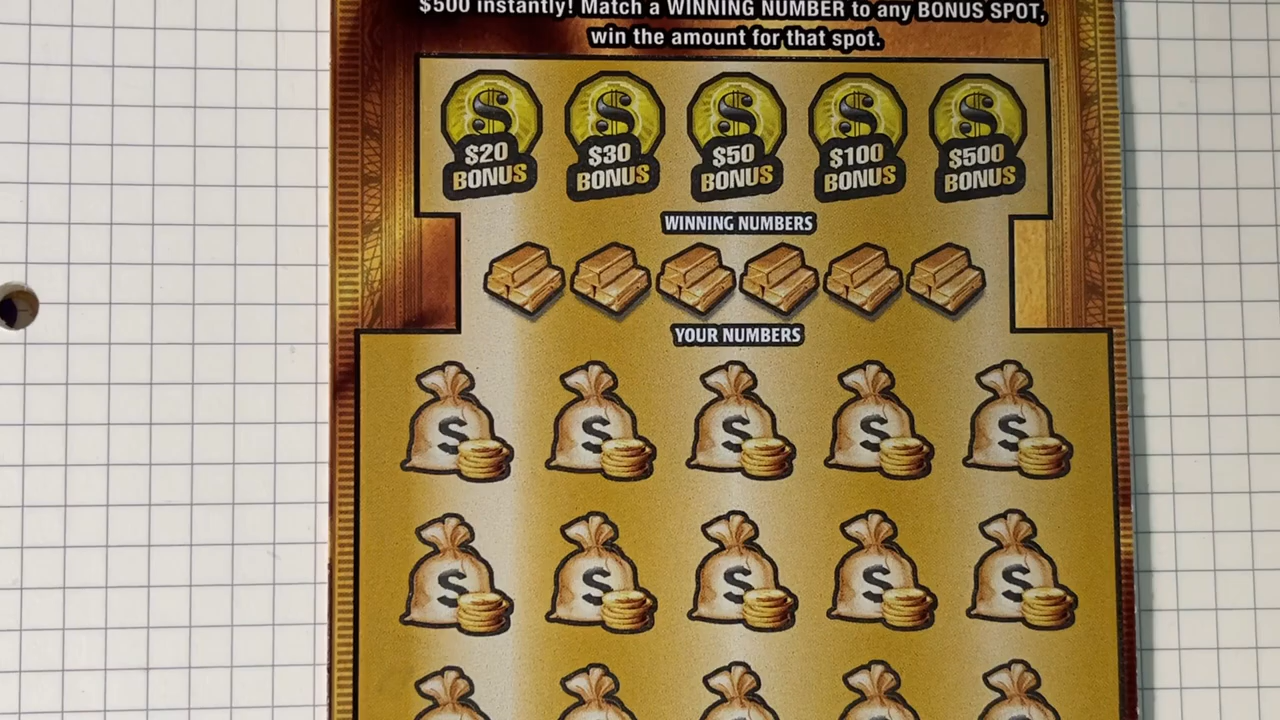 $500 instantly! Match a WINNING NUMBER to any BONUS SPOT,
win the amount for that spot.
$20 BONUS
$30 BONUS
$50 BONUS
$100 BONUS
$500 BONUS
WINNING NUMBERS
YOUR NUMBERS
$ $ $ $ $
$ $ $ $ $